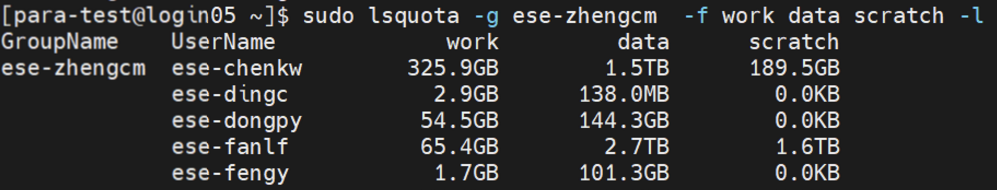 [para-test@login05 ~]$ sudo lsquota -g ese-zhengcm  -f work data scratch -l
GroupName   UserName            work        data     scratch
ese-zhengcm ese-chenkw       325.9GB       1.5TB     189.5GB
ese-dingc          2.9GB     138.0MB       0.0KB
ese-dongpy        54.5GB     144.3GB       0.0KB
ese-fanlf         65.4GB       2.7TB       1.6TB
ese-fengy          1.7GB     101.3GB       0.0KB